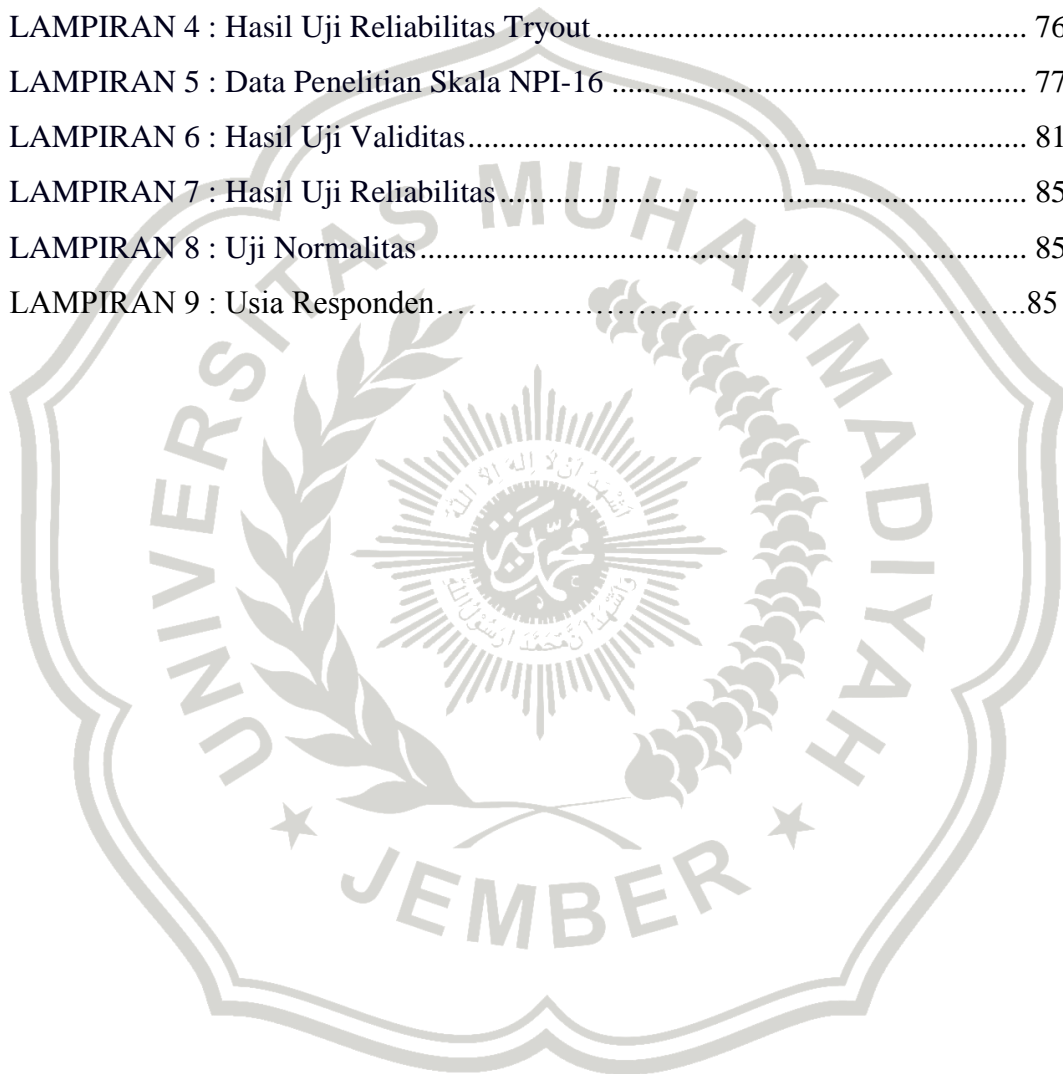 LAMPIRAN 4 : Hasil Uji Reliabilitas Tryout ........................................................ 76
LAMPIRAN 5 : Data Penelitian Skala NPI-16 ...................................................... 77
LAMPIRAN 6 : Hasil Uji Validitas........................................................................ 81
LAMPIRAN 7 : Hasil Uji Reliabilitas.................................................................... 85
LAMPIRAN 8 : Uji Normalitas............................................................................... 85
LAMPIRAN 9 : Usia Responden…………………………………………………..85
UNIVERSITAS MUHAMMADIYAH
JEMBER